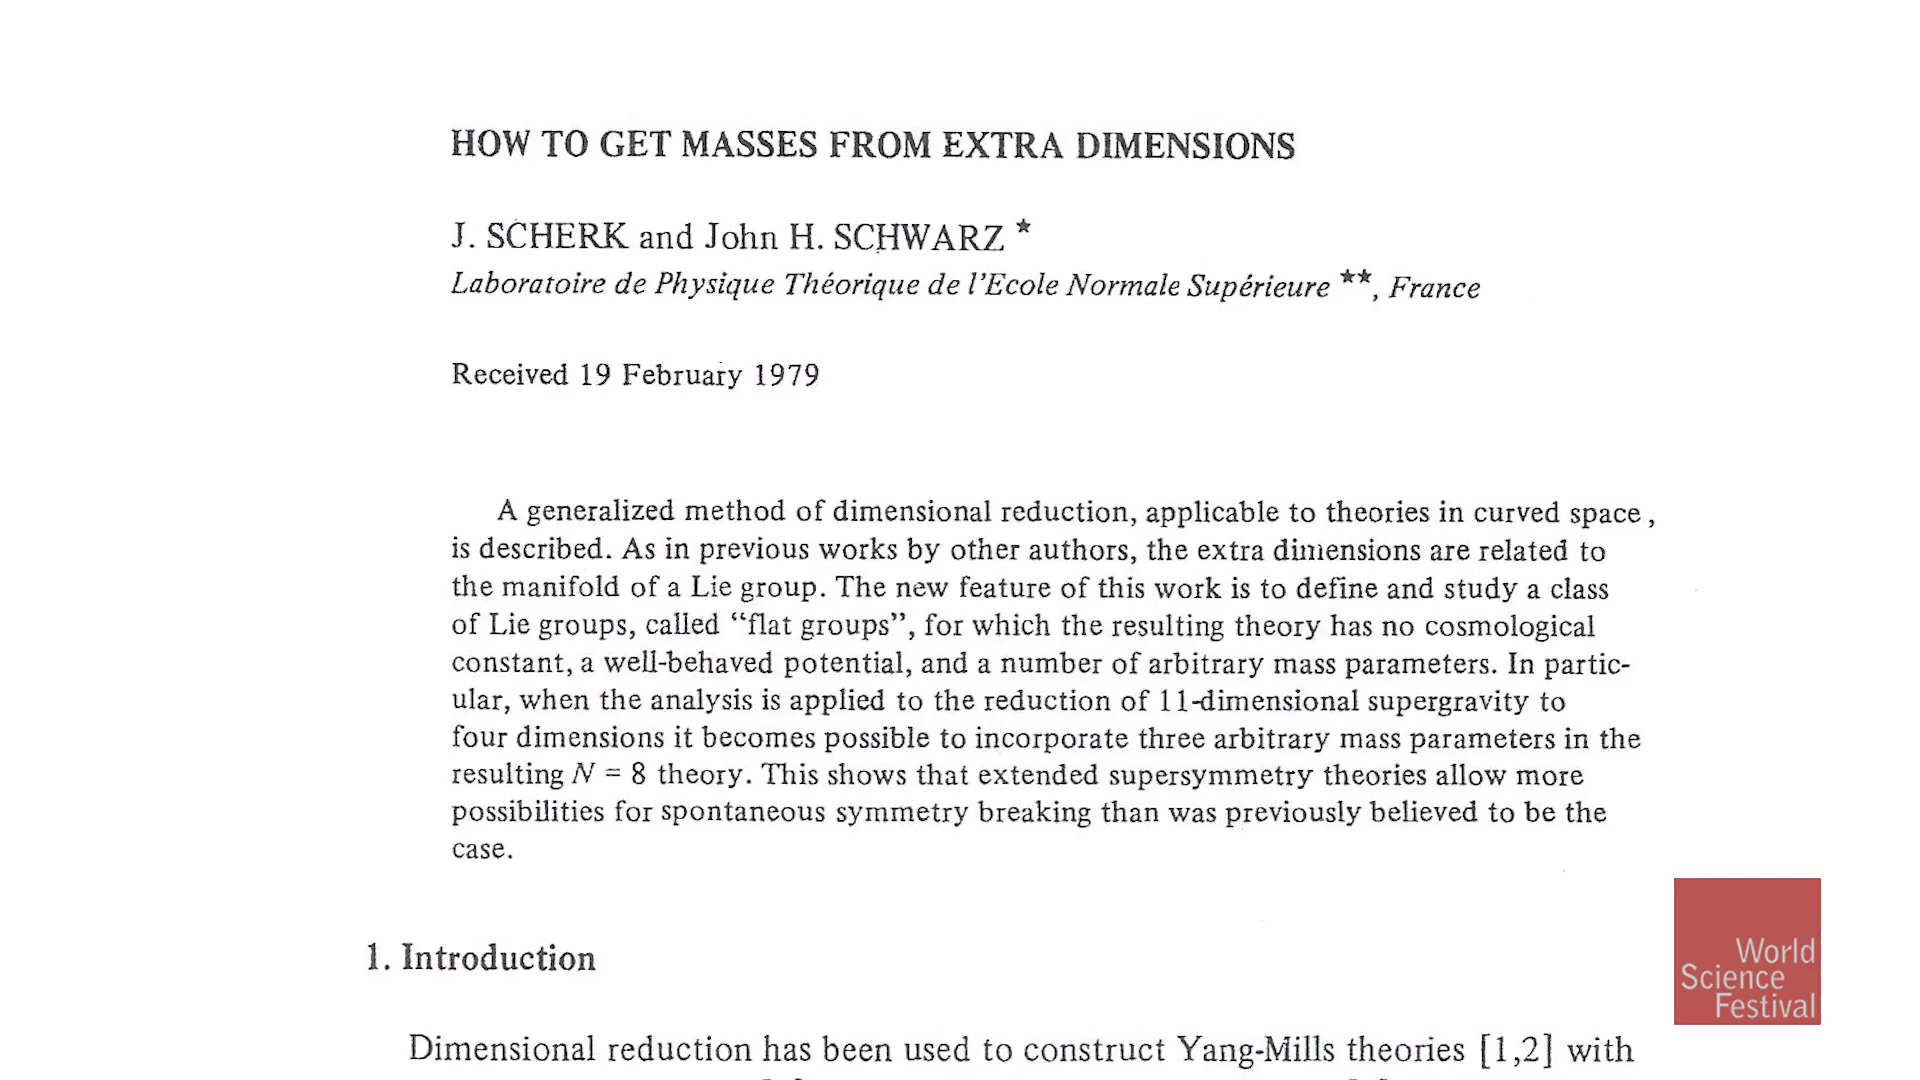 HOW TO GET MASSES FROM EXTRA DIMENSIONS
J. SCHERK and John H. SCHWARZ *
Laboratoire de Physique Théorique de l'Ecole Normale Supérieure **, France
Received 19 February 1979
A generalized method of dimensional reduction, applicable to theories in curved space,
is described. As in previous works by other authors, the extra dimensions are related to
the manifold of a Lie group. The new feature of this work is to define and study a class
of Lie groups, called “flat groups”, for which the resulting theory has no cosmological
constant, a well-behaved potential, and a number of arbitrary mass parameters. In partic-
ular, when the analysis is applied to the reduction of 11-dimensional supergravity to
four dimensions it becomes possible to incorporate three arbitrary mass parameters in the
resulting N = 8 theory. This shows that extended supersymmetry theories allow more
possibilities for spontaneous symmetry breaking than was previously believed to be the
case.
1. Introduction
Dimensional reduction has been used to construct Yang-Mills theories [1,2] with
World
Science
Festival